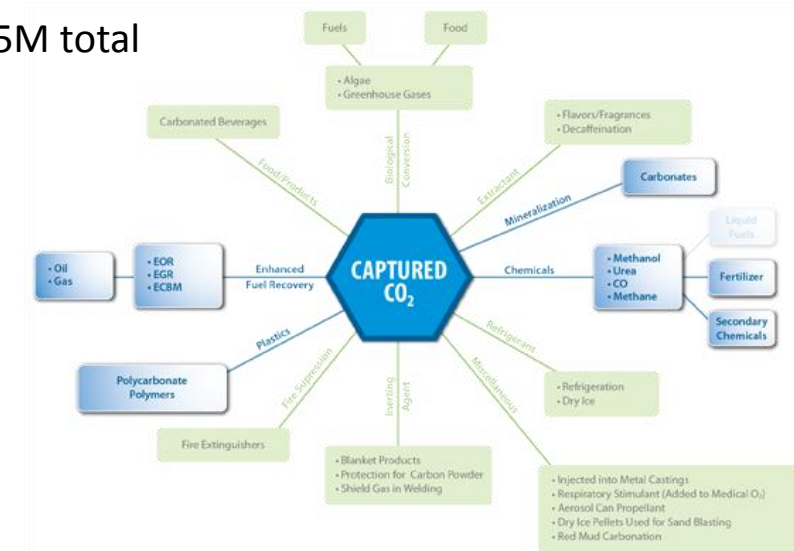 5M total
Fuels
Food
• Algae
• Greenhouse Gases
Carbonated Beverages
• Flavors/Fragrances
• Decaffeination
Food/Products
Biological
Conversion
Extractant
Mineralization
Carbonates
Liquid
Fuels
• Oil
• Gas
• EOR
• EGR
• ECBM
Enhanced
Fuel Recovery
CAPTURED
CO₂
Chemicals
• Methanol
• Urea
• CO
• Methane
Fertilizer
Secondary
Chemicals
Plastics
Polycarbonate
Polymers
Fire Supression
Inerting
Agent
Miscellaneous
Refrigerant
• Refrigeration
• Dry Ice
Fire Extinguishers
• Blanket Products
• Protection for Carbon Powder
• Shield Gas in Welding
• Injected into Metal Castings
• Respiratory Stimulant (Added to Medical O₂)
• Aerosol Can Propellant
• Dry Ice Pellets Used for Sand Blasting
• Red Mud Carbonation